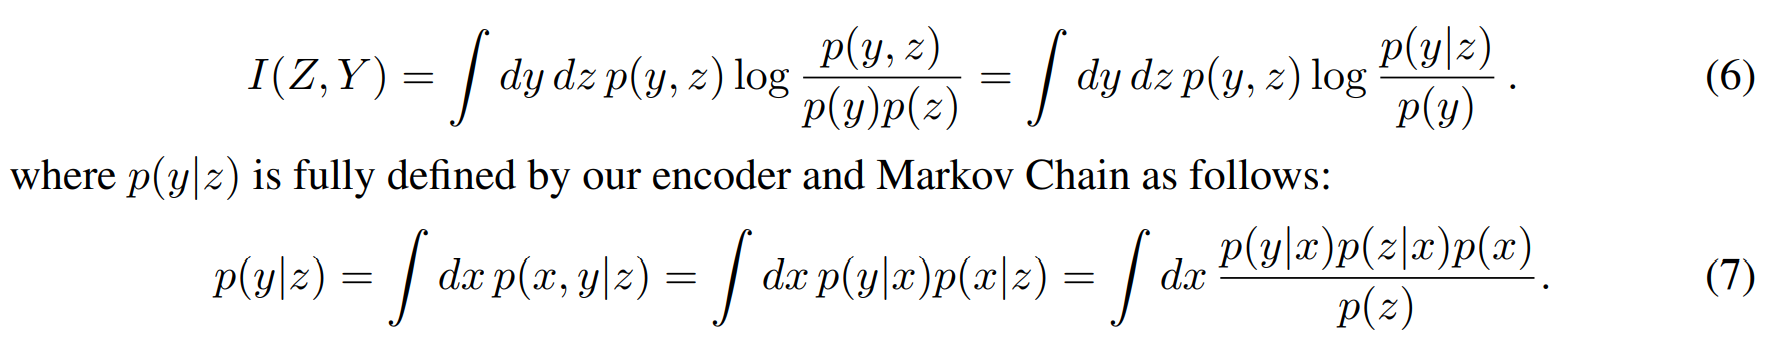 I(Z, Y) = ∫ dy dz p(y, z) log p(y, z) / p(y)p(z) = ∫ dy dz p(y, z) log p(y|z) / p(y) . (6)
where p(y|z) is fully defined by our encoder and Markov Chain as follows:
p(y|z) = ∫ dx p(x, y|z) = ∫ dx p(y|x)p(x|z) = ∫ dx p(y|x)p(z|x)p(x) / p(z) . (7)